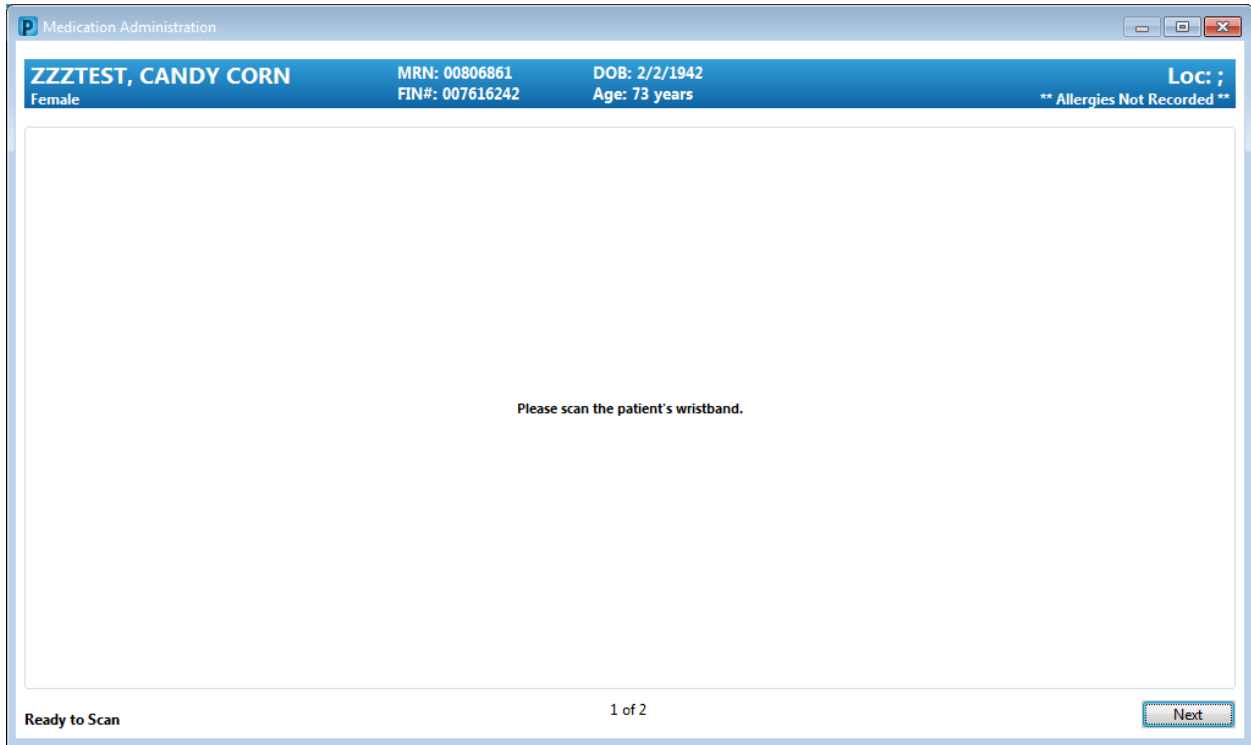 P Medication Administration
ZZZTEST, CANDY CORN MRN: 00806861 DOB: 2/2/1942 Loc: ;
Female FIN#: 007616242 Age: 73 years ** Allergies Not Recorded **
Please scan the patient's wristband.
Ready to Scan 1 of 2 Next